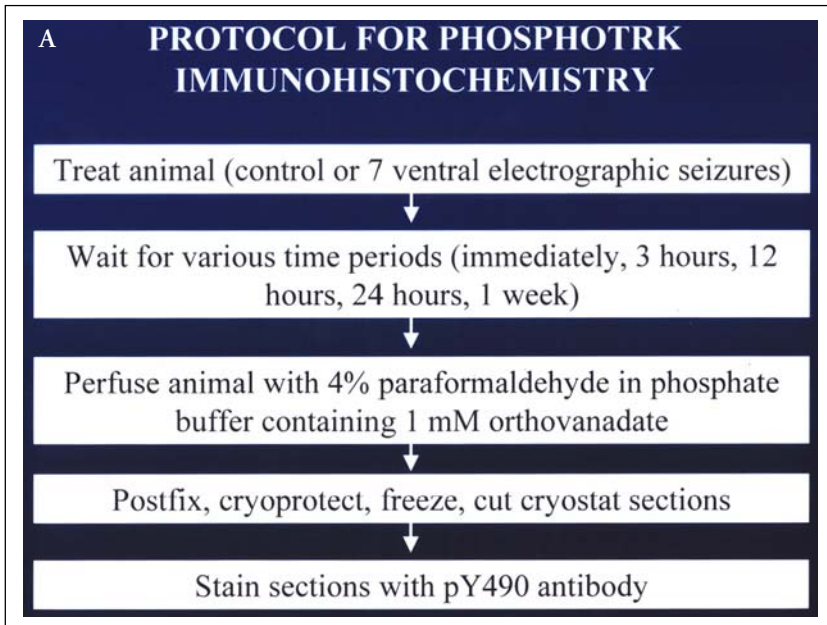 A
PROTOCOL FOR PHOSPHOTRK
IMMUNOHISTOCHEMISTRY
Treat animal (control or 7 ventral electrographic seizures)
Wait for various time periods (immediately, 3 hours, 12
hours, 24 hours, 1 week)
Perfuse animal with 4% paraformaldehyde in phosphate
buffer containing 1 mM orthovanadate
Postfix, cryoprotect, freeze, cut cryostat sections
Stain sections with pY490 antibody